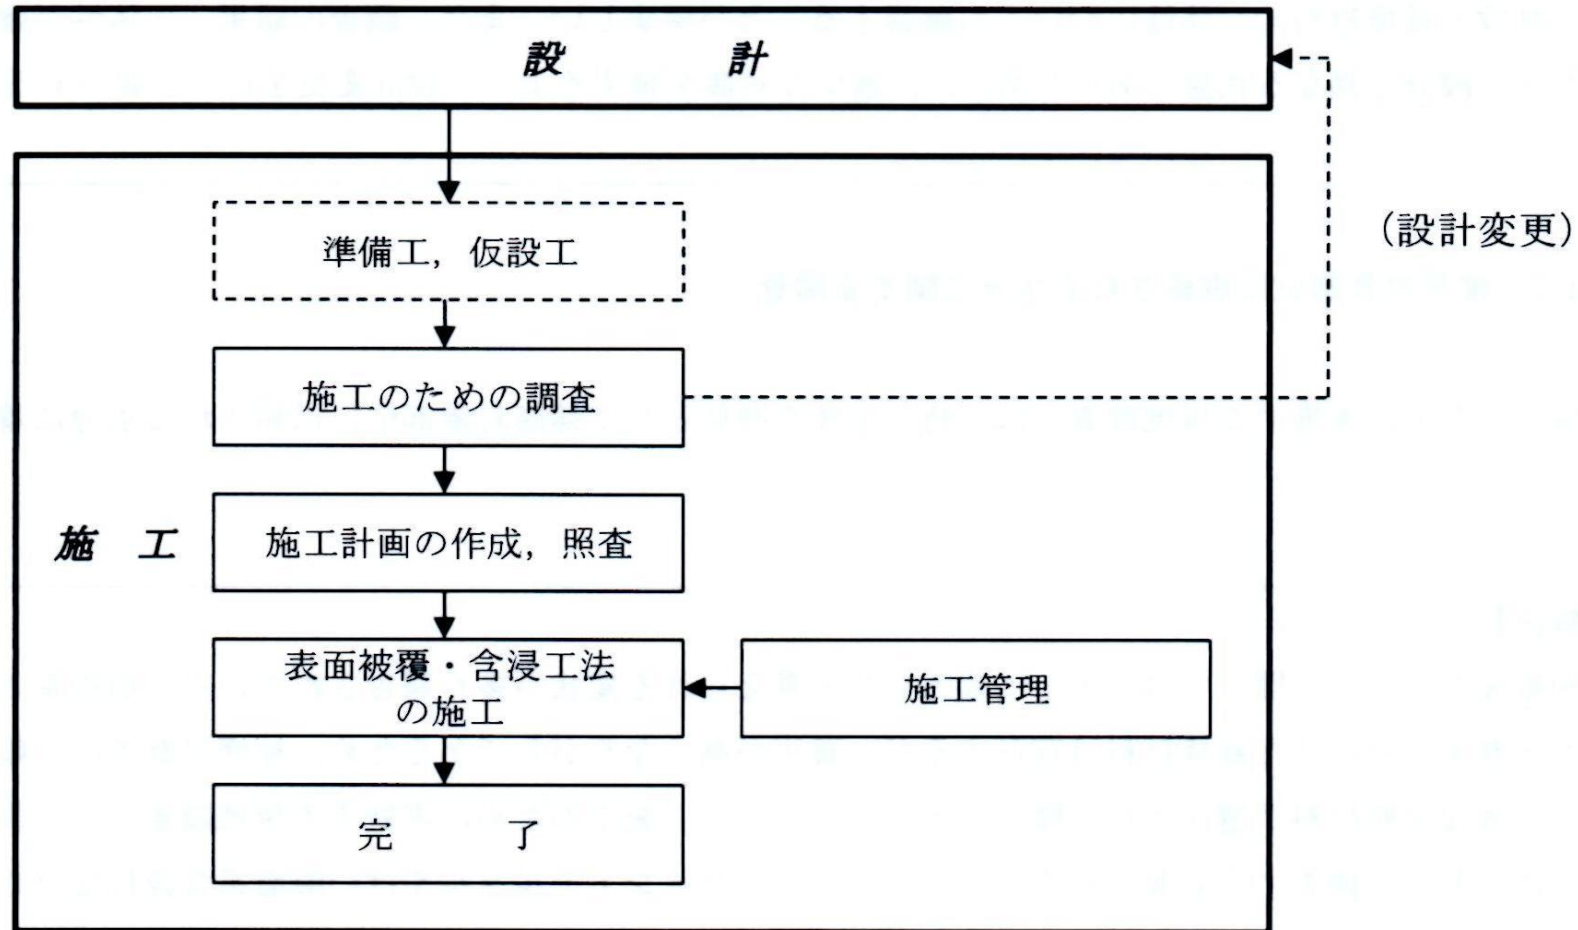 設　計
準備工，仮設工
(設計変更)
施工のための調査
施　工
施工計画の作成，照査
表面被覆・含浸工法
の施工
施工管理
完　了